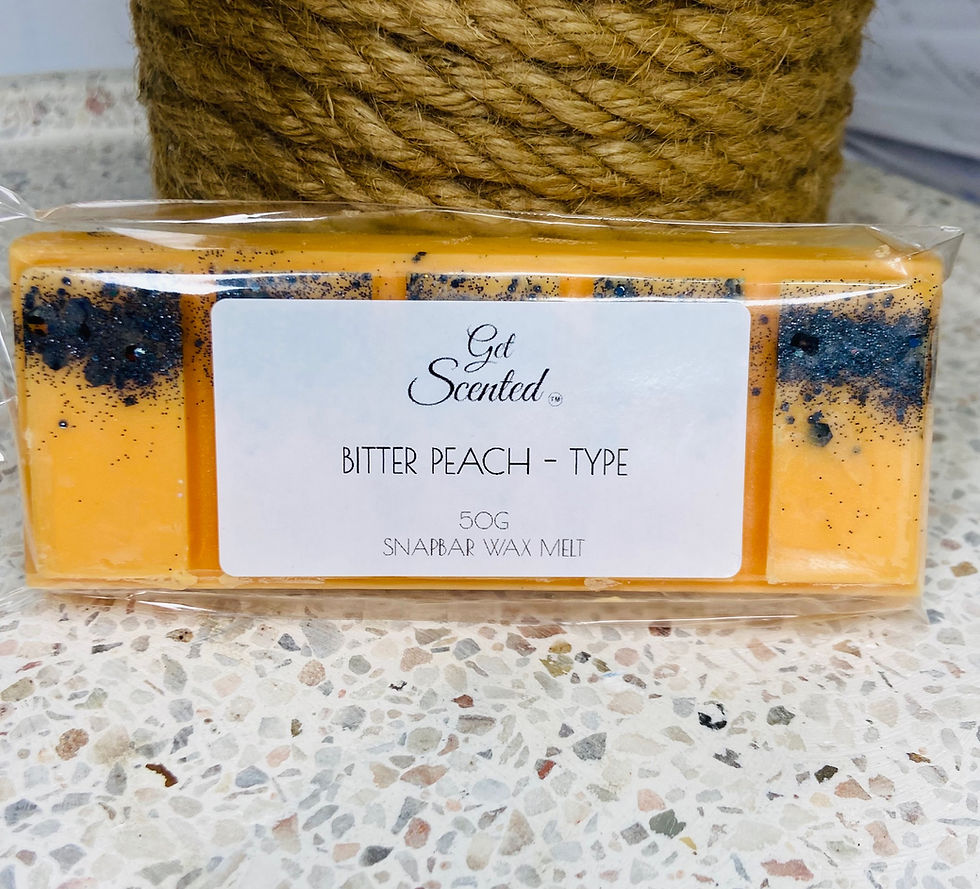 Get
Scented ™
BITTER PEACH - TYPE
50G
SNAPBAR WAX MELT